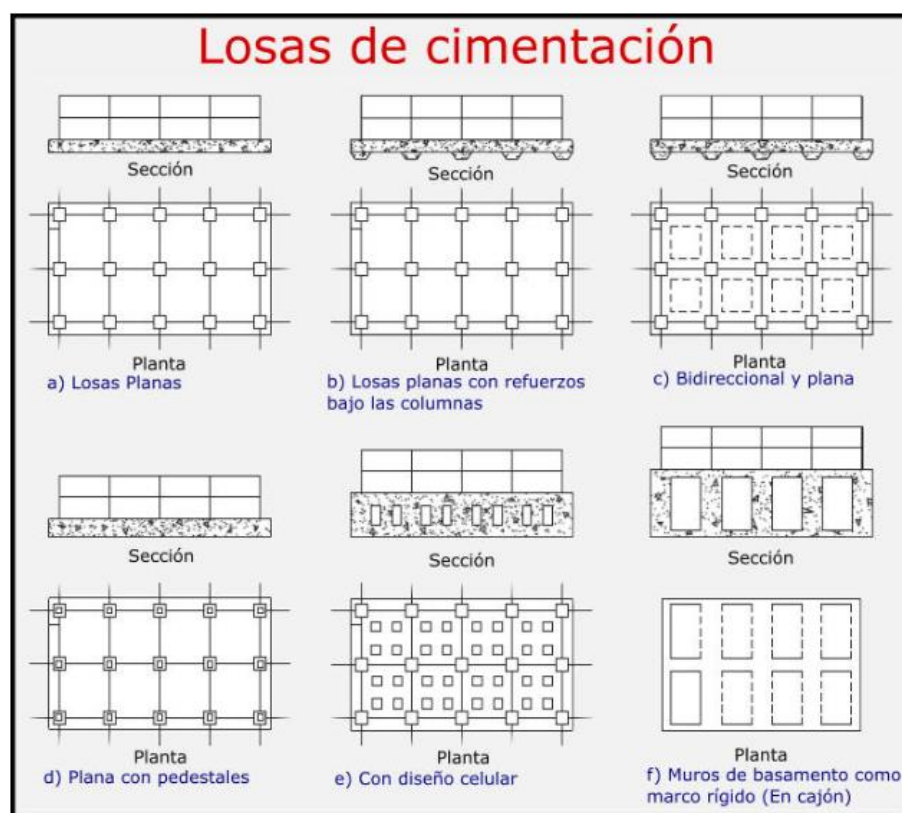 Losas de cimentación
Sección
Sección
Sección
Planta
a) Losas Planas
Planta
b) Losas planas con refuerzos
bajo las columnas
Planta
c) Bidireccional y plana
Sección
Sección
Sección
Planta
d) Plana con pedestales
Planta
e) Con diseño celular
Planta
f) Muros de basamento como
marco rígido (En cajón)